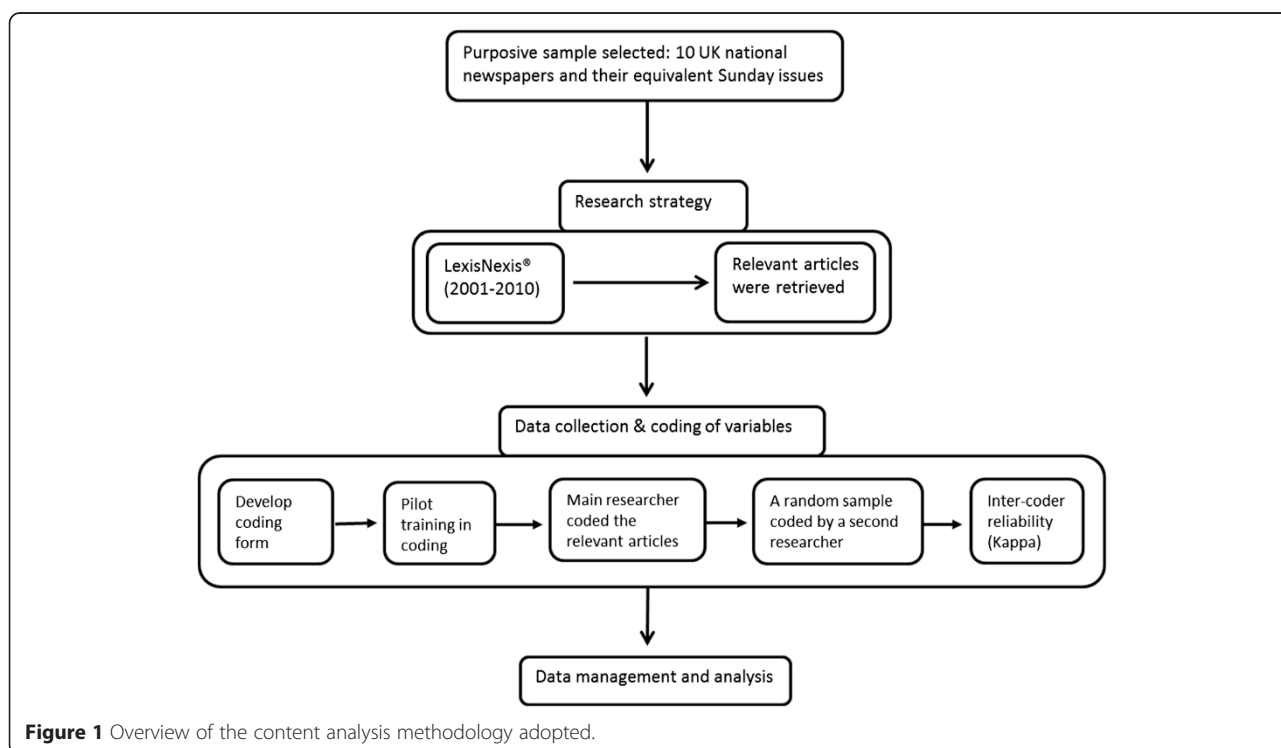 Purposive sample selected: 10 UK national
newspapers and their equivalent Sunday issues
Research strategy
LexisNexis®
(2001-2010)
Relevant articles
were retrieved
Data collection & coding of variables
Develop
coding
form
Pilot
training in
coding
Main researcher
coded the
relevant articles
A random sample
coded by a second
researcher
Inter-coder
reliability
(Kappa)
Data management and analysis
Figure 1 Overview of the content analysis methodology adopted.